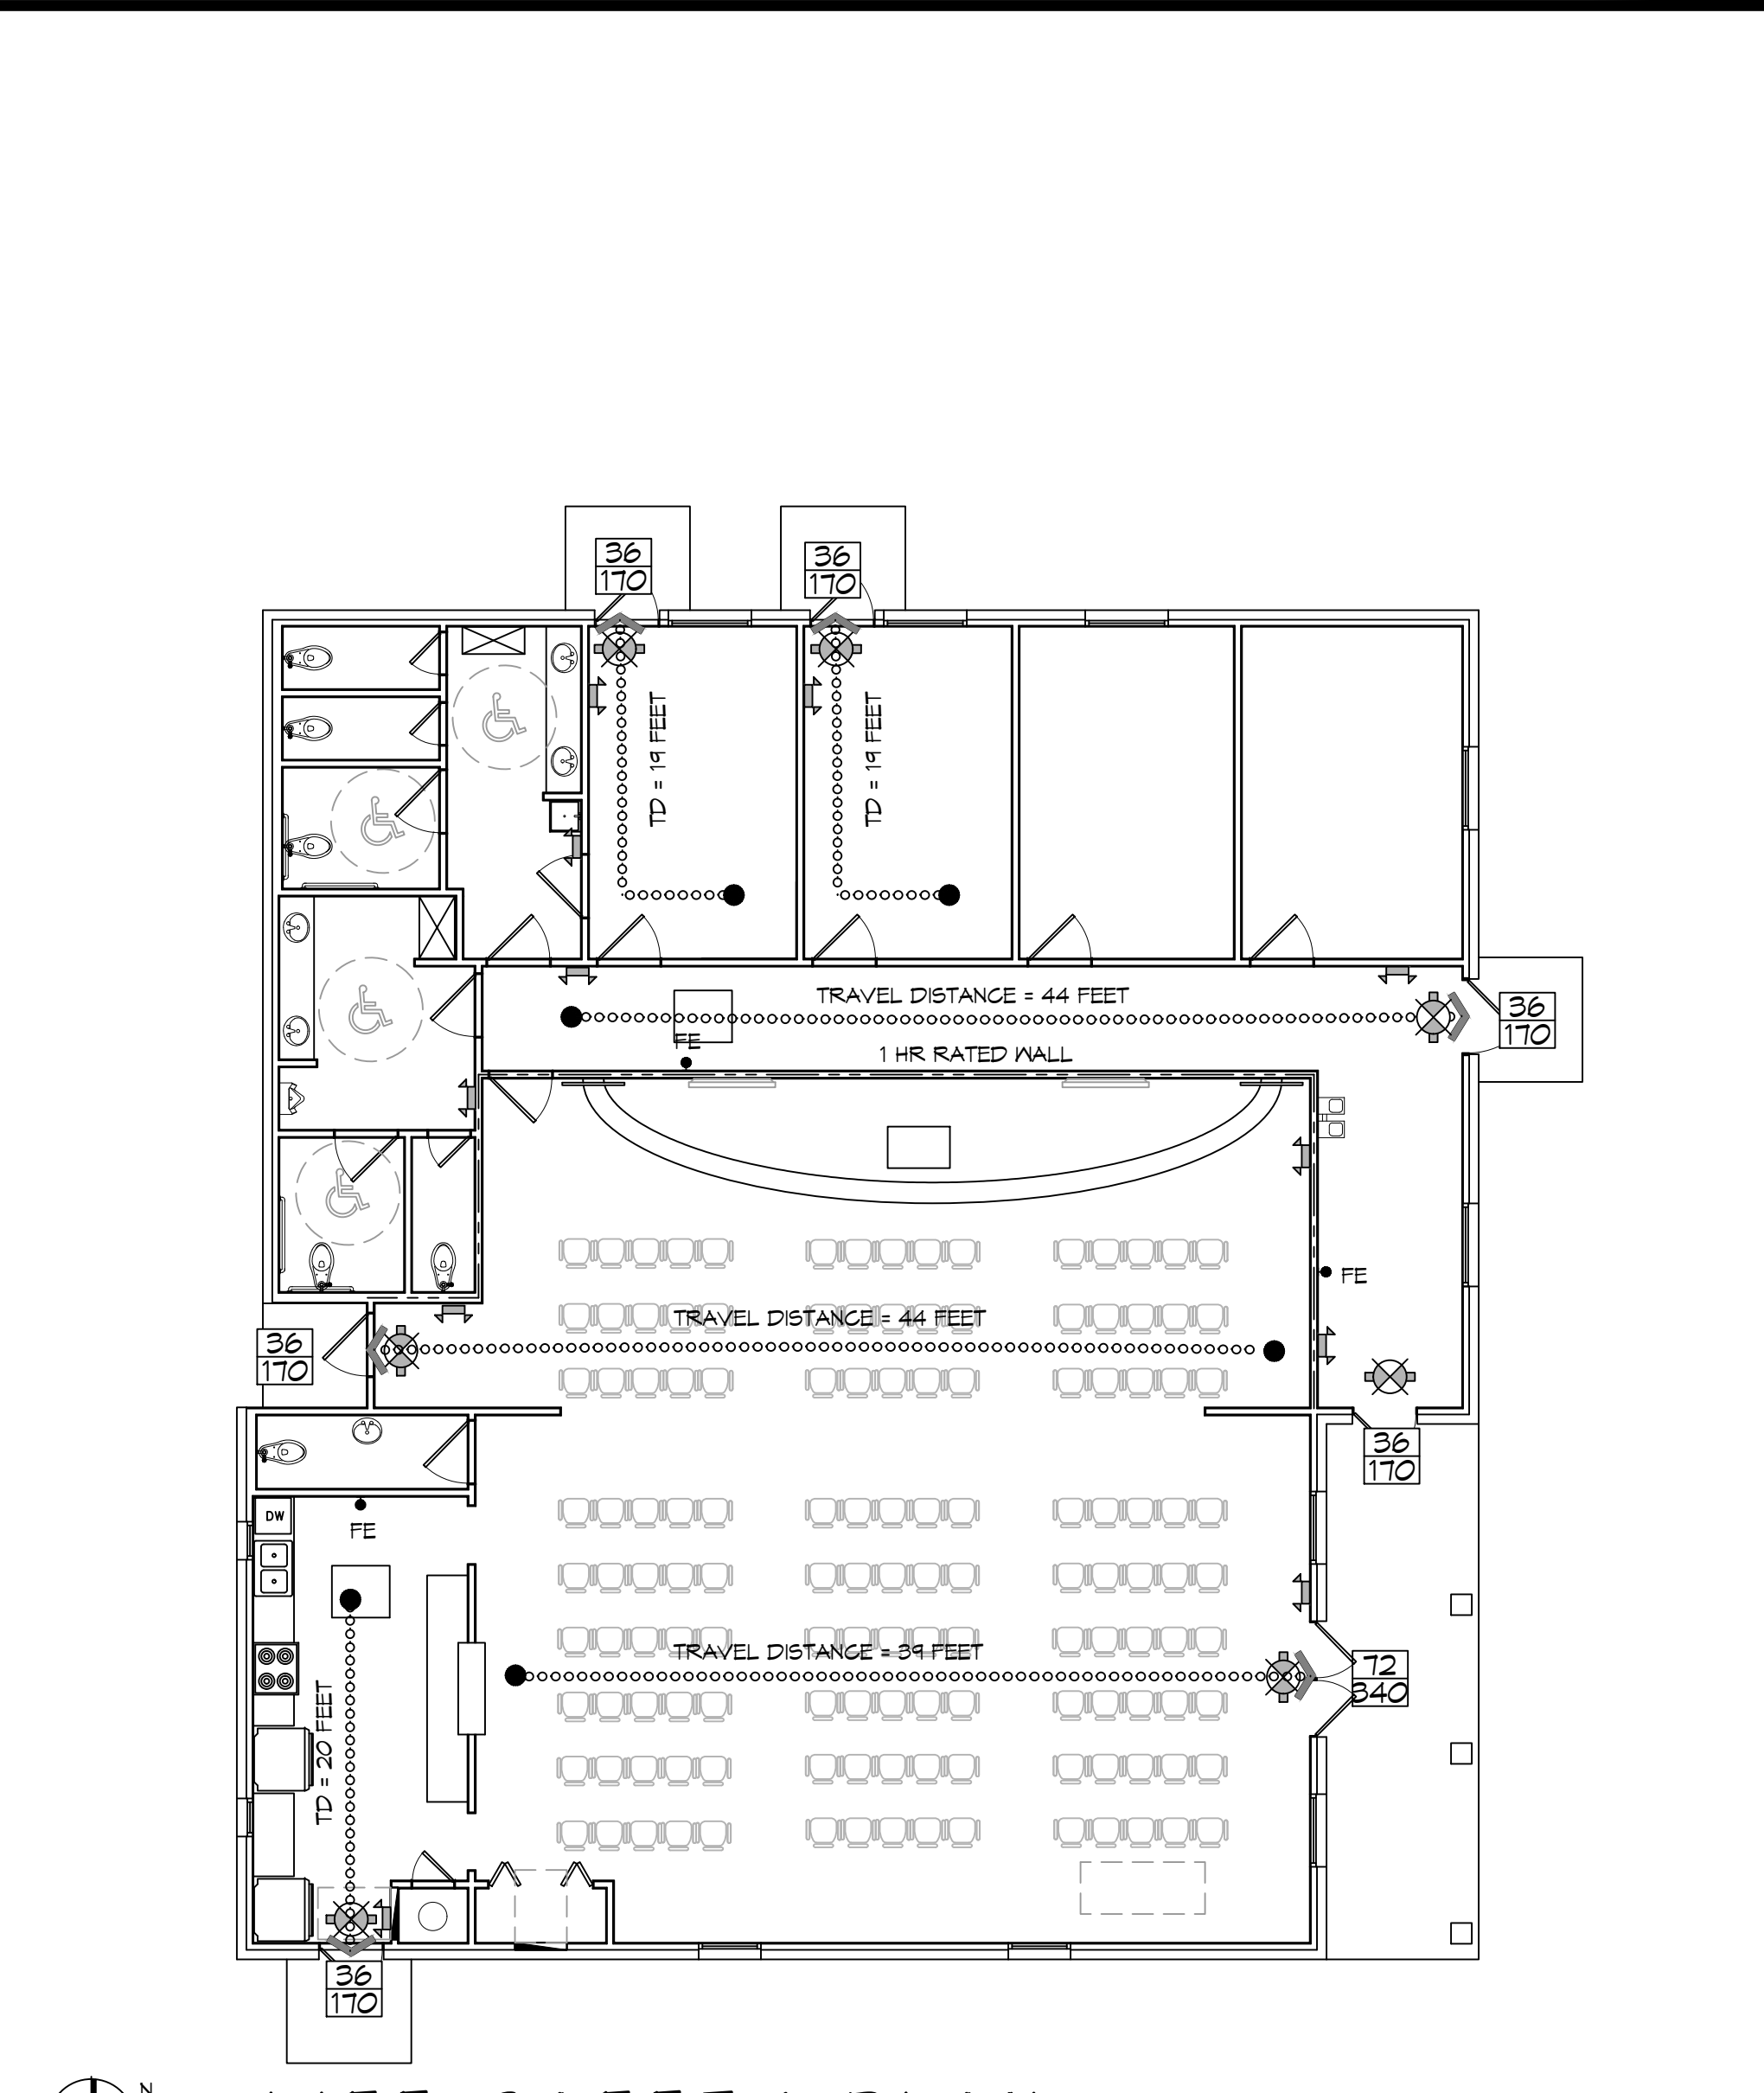 36
170
36
170
TD = 19 FEET
TD = 19 FEET
TRAVEL DISTANCE = 44 FEET
36
170
FE
1 HR RATED WALL
FE
TRAVEL DISTANCE = 44 FEET
36
170
36
170
DW
FE
TRAVEL DISTANCE = 39 FEET
72
340
TD = 20 FEET
36
170
N